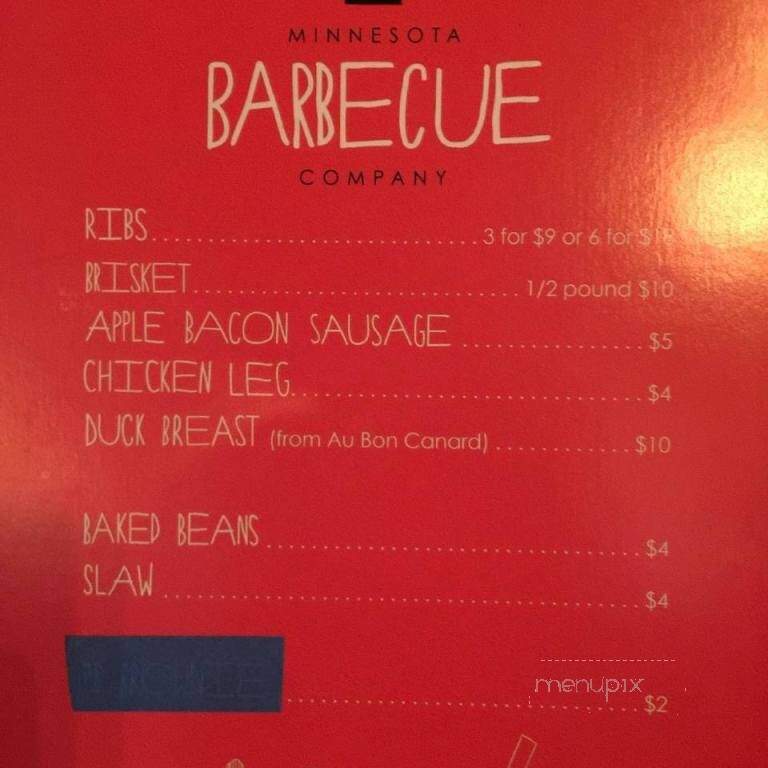 MINNESOTA
BARBECUE
COMPANY
RIBS 3 for $9 or 6 for $18
BRISKET 1/2 pound $10
APPLE BACON SAUSAGE $5
CHICKEN LEG $4
DUCK BREAST (from Au Bon Canard) $10
BAKED BEANS $4
SLAW $4
menupix
$2